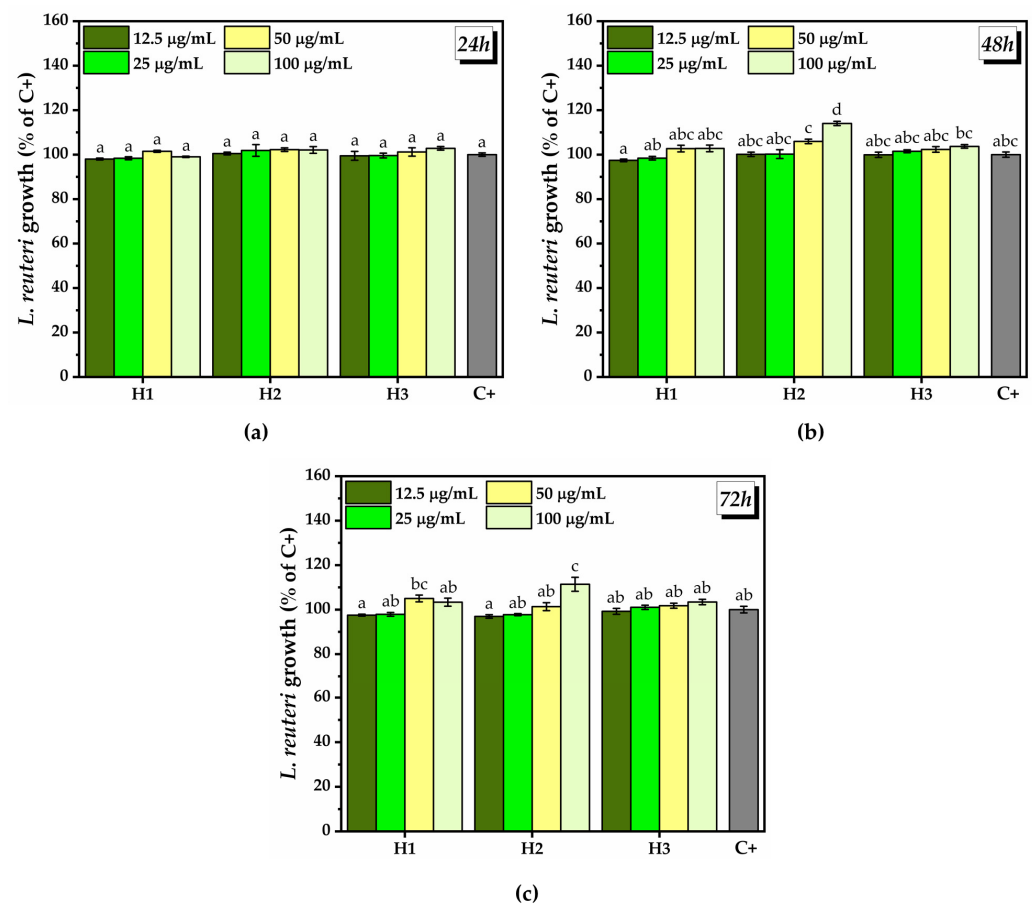 160
140
120
100
80
60
40
20
0
L. reuteri growth (% of C+)
12.5 µg/mL 50 µg/mL
25 µg/mL 100 µg/mL
24h
a a a a a a a a a a a a a
H1 H2 H3 C+
(a)
160
140
120
100
80
60
40
20
0
L. reuteri growth (% of C+)
12.5 µg/mL 50 µg/mL
25 µg/mL 100 µg/mL
48h
a ab abc abc abc abc c d abc abc abc bc abc
H1 H2 H3 C+
(b)
160
140
120
100
80
60
40
20
0
L. reuteri growth (% of C+)
12.5 µg/mL 50 µg/mL
25 µg/mL 100 µg/mL
72h
a ab bc ab a ab ab c ab ab ab ab ab
H1 H2 H3 C+
(c)